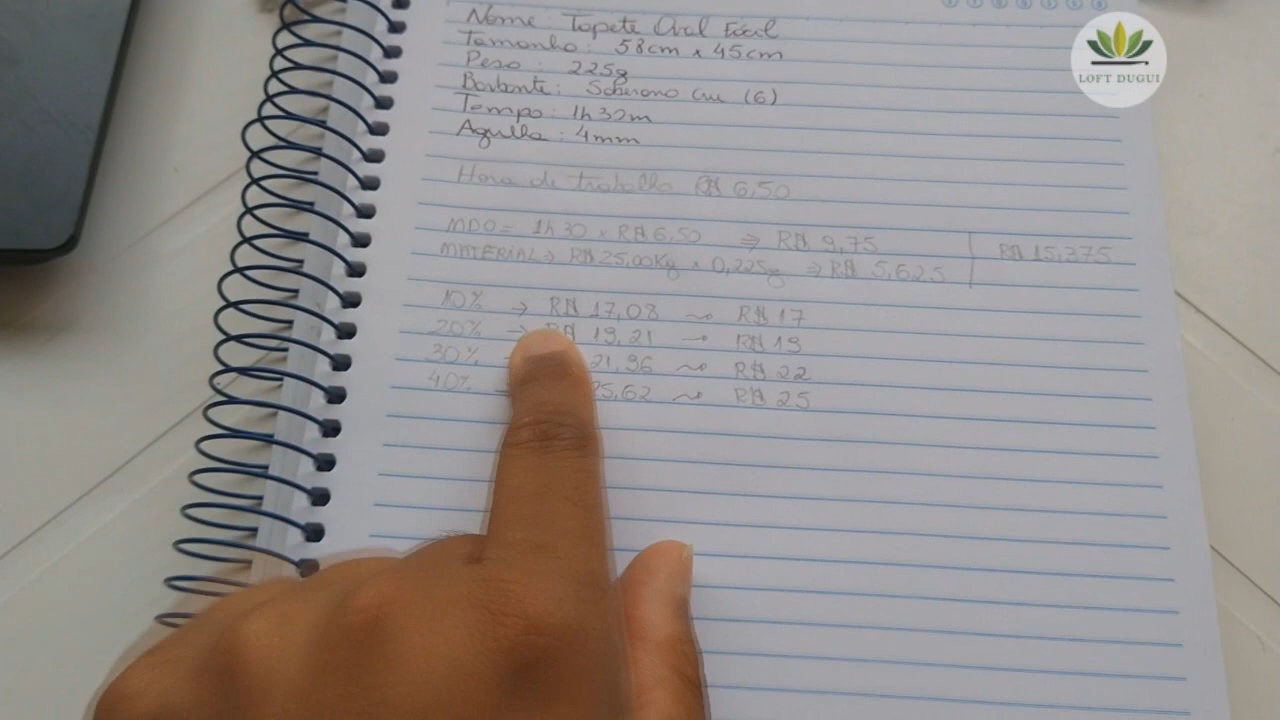 Nome: Tapete Oval Fácil
Tamanho: 58cm x 45cm
Peso: 225g
Barbante: Soberano Cru (6)
Tempo: 1h32m
Agulha: 4mm
Hora de trabalho R$ 6,50
MDO = 1h30 x R$6,50 ⇒ R$ 9,75
MATERIAL → R$25,00Kg x 0,225g ⇒ R$ 5,625
R$ 15,375
10% → R$ 17,08 ~ R$ 17
20% → R$ 19,21 → R$ 19
30% 21,96 ~ R$ 22
40% 25,62 ~ R$ 25
LOFT DUGUI